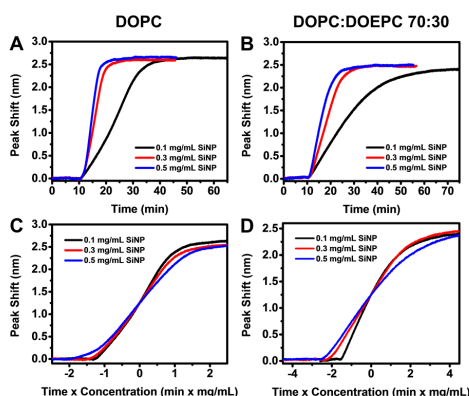 DOPC
DOPC:DOEPC 70:30
A
3.0
2.5
2.0
1.5
1.0
0.5
0.0
Peak Shift (nm)
0.1 mg/mL SiNP
0.3 mg/mL SiNP
0.5 mg/mL SiNP
0 10 20 30 40 50 60
Time (min)
B
3.0
2.5
2.0
1.5
1.0
0.5
0.0
Peak Shift (nm)
0.1 mg/mL SiNP
0.3 mg/mL SiNP
0.5 mg/mL SiNP
0 10 20 30 40 50 60 70
Time (min)
C
3.0
2.5
2.0
1.5
1.0
0.5
0.0
Peak Shift (nm)
0.1 mg/mL SiNP
0.3 mg/mL SiNP
0.5 mg/mL SiNP
-2 -1 0 1 2
Time x Concentration (min x mg/mL)
D
3.0
2.5
2.0
1.5
1.0
0.5
0.0
Peak Shift (nm)
0.1 mg/mL SiNP
0.3 mg/mL SiNP
0.5 mg/mL SiNP
-4 -2 0 2 4
Time x Concentration (min x mg/mL)